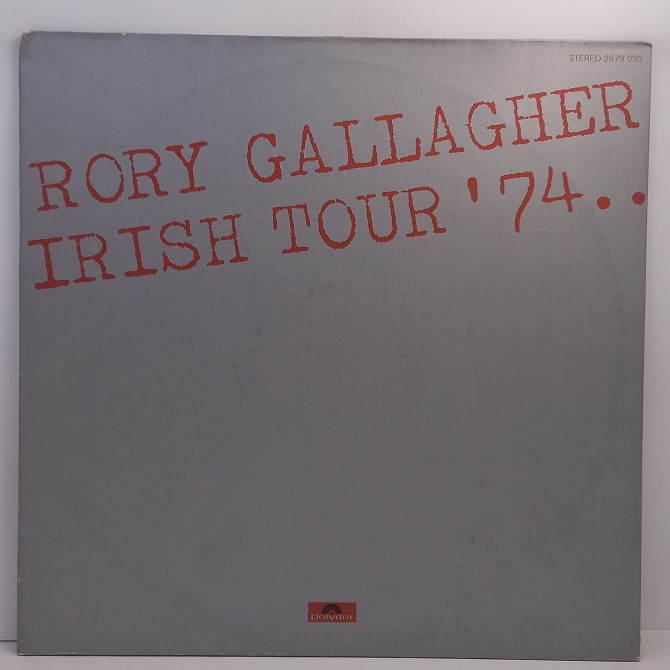 STEREO 2679 030
RORY GALLAGHER
IRISH TOUR '74..
Polydor